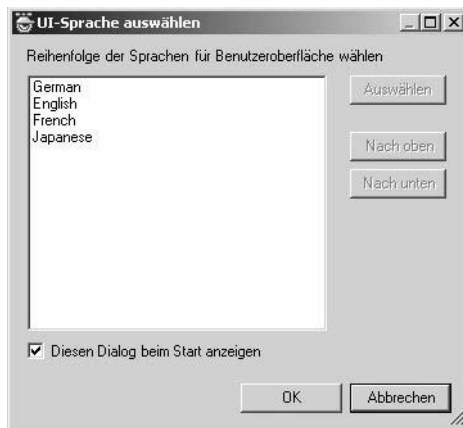 UI-Sprache auswählen
Reihenfolge der Sprachen für Benutzeroberfläche wählen
German
English
French
Japanese
Auswählen
Nach oben
Nach unten
Diesen Dialog beim Start anzeigen
OK
Abbrechen